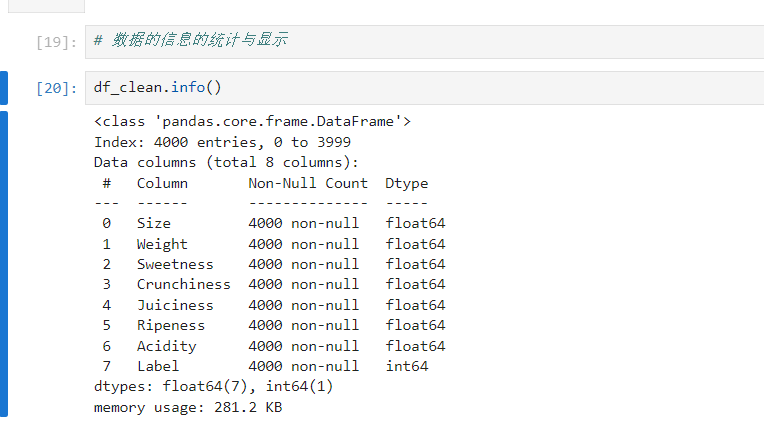 [19]: # 数据的信息的统计与显示
[20]: df_clean.info()
<class 'pandas.core.frame.DataFrame'>
Index: 4000 entries, 0 to 3999
Data columns (total 8 columns):
 #   Column       Non-Null Count  Dtype
---  ------       --------------  -----
 0   Size         4000 non-null   float64
 1   Weight       4000 non-null   float64
 2   Sweetness    4000 non-null   float64
 3   Crunchiness  4000 non-null   float64
 4   Juiciness    4000 non-null   float64
 5   Ripeness     4000 non-null   float64
 6   Acidity      4000 non-null   float64
 7   Label        4000 non-null   int64
dtypes: float64(7), int64(1)
memory usage: 281.2 KB